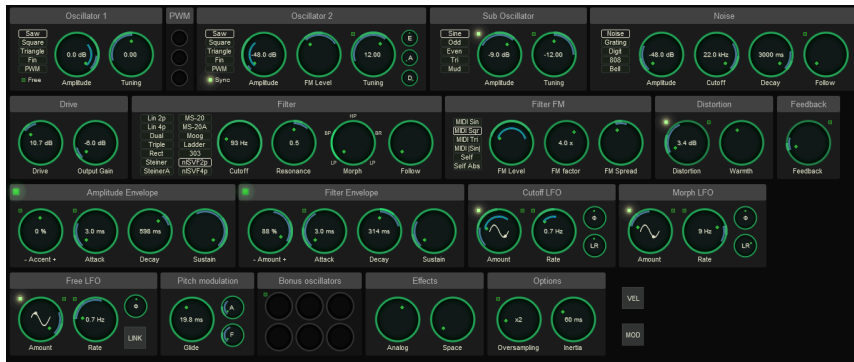 Oscillator 1
PWM
Oscillator 2
Sub Oscillator
Noise
Saw
Square
Triangle
Fin
PWM
Free
0.0 dB
Amplitude
0.00
Tuning
Saw
Square
Triangle
Fin
PWM
Sync
-48.0 dB
Amplitude
FM Level
12.00
Tuning
E
A
D
Sine
Odd
Even
Tri
Mud
-9.0 dB
Amplitude
-12.00
Tuning
Noise
Grating
Digit
808
Bell
-48.0 dB
Amplitude
22.0 kHz
Cutoff
3000 ms
Decay
Follow
Drive
Filter
Filter FM
Distortion
Feedback
10.7 dB
Drive
-6.0 dB
Output Gain
Lin 2p
Lin 4p
Dual
Triple
Rect
Steiner
SteinerA
MS-20
MS-20A
Moog
Ladder
303
nlSVF2p
nlSVF4p
93 Hz
Cutoff
0.5
Resonance
HP
BP
BR
LP
LP
Morph
Follow
MIDI Sin
MIDI Sqr
MIDI Tri
MIDI |Sin|
Self
Self Abs
FM Level
4.0 x
FM factor
FM Spread
3.4 dB
Distortion
Warmth
Feedback
Amplitude Envelope
Filter Envelope
Cutoff LFO
Morph LFO
0 %
- Accent +
3.0 ms
Attack
598 ms
Decay
Sustain
88 %
- Amount +
3.0 ms
Attack
314 ms
Decay
Sustain
Amount
0.7 Hz
Rate
Φ
LR
Amount
9 Hz
Rate
Φ
LR
Free LFO
Pitch modulation
Bonus oscillators
Effects
Options
Amount
0.7 Hz
Rate
Φ
LINK
19.8 ms
Glide
A
F
Analog
Space
x2
Oversampling
60 ms
Inertia
VEL
MOD